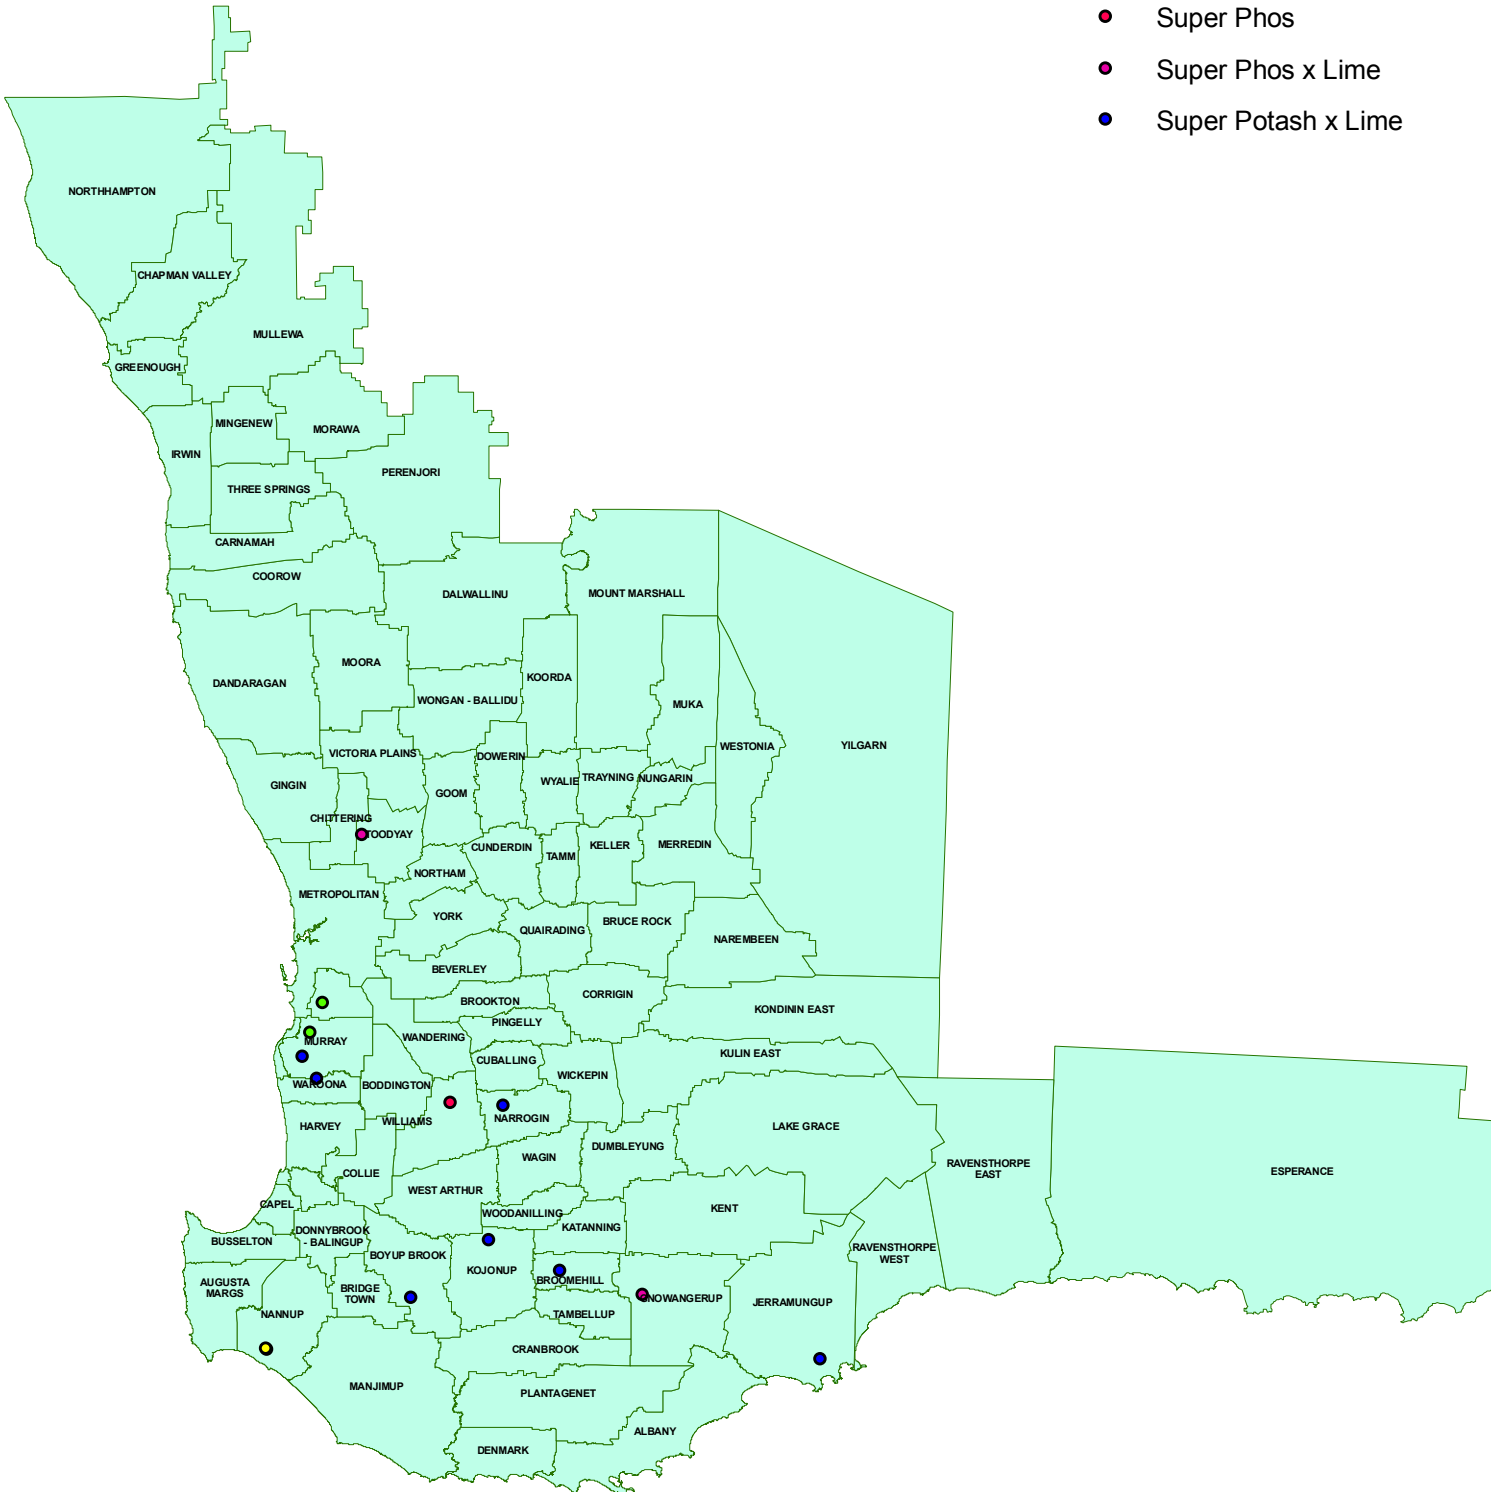 Super Phos
Super Phos x Lime
Super Potash x Lime
NORTHHAMPTON
CHAPMAN VALLEY
MULLEWA
GREENOUGH
MINGENEW
MORAWA
IRWIN
PERENJORI
THREE SPRINGS
CARNAMAH
COOROW
DALWALLINU
MOUNT MARSHALL
MOORA
KOORDA
DANDARAGAN
WONGAN - BALLIDU
MUKA
WESTONIA
YILGARN
VICTORIA PLAINS
DOWERIN
GINGIN
GOOM
WYALIE
TRAYNING
NUNGARIN
CHITTERING
TOODYAY
CUNDERDIN
TAMM
KELLER
MERREDIN
NORTHAM
METROPOLITAN
YORK
QUAIRADING
BRUCE ROCK
NAREMBEEN
BEVERLEY
BROOKTON
CORRIGIN
KONDININ EAST
PINGELLY
WANDERING
MURRAY
CUBALLING
KULIN EAST
WICKEPIN
WAROONA
BODDINGTON
WILLIAMS
NARROGIN
HARVEY
LAKE GRACE
DUMBLEYUNG
WAGIN
COLLIE
RAVENSTHORPE
EAST
ESPERANCE
WEST ARTHUR
CAPEL
WOODANILLING
KENT
KATANNING
DONNYBROOK
- BALINGUP
BUSSELTON
BOYUP BROOK
RAVENSTHORPE
WEST
KOJONUP
BROOMEHILL
AUGUSTA
MARGS
BRIDGE
TOWN
GNOWANGERUP
JERRAMUNGUP
NANNUP
TAMBELLUP
CRANBROOK
MANJIMUP
PLANTAGENET
ALBANY
DENMARK